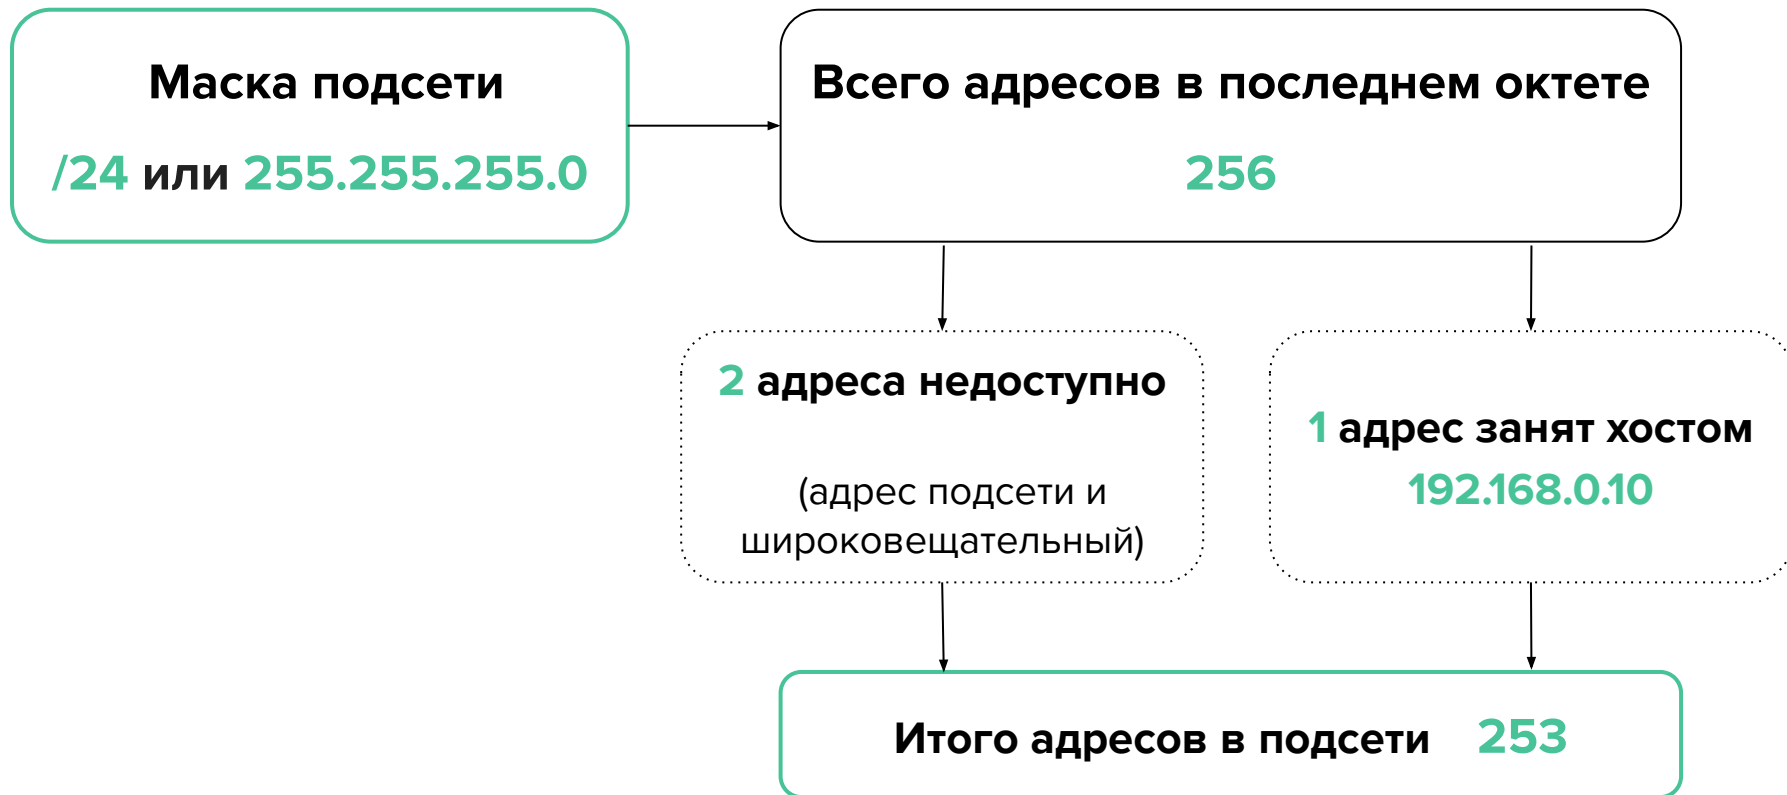 Маска подсети
/24 или 255.255.255.0
Всего адресов в последнем октете
256
2 адреса недоступно
(адрес подсети и
широковещательный)
1 адрес занят хостом
192.168.0.10
Итого адресов в подсети 253